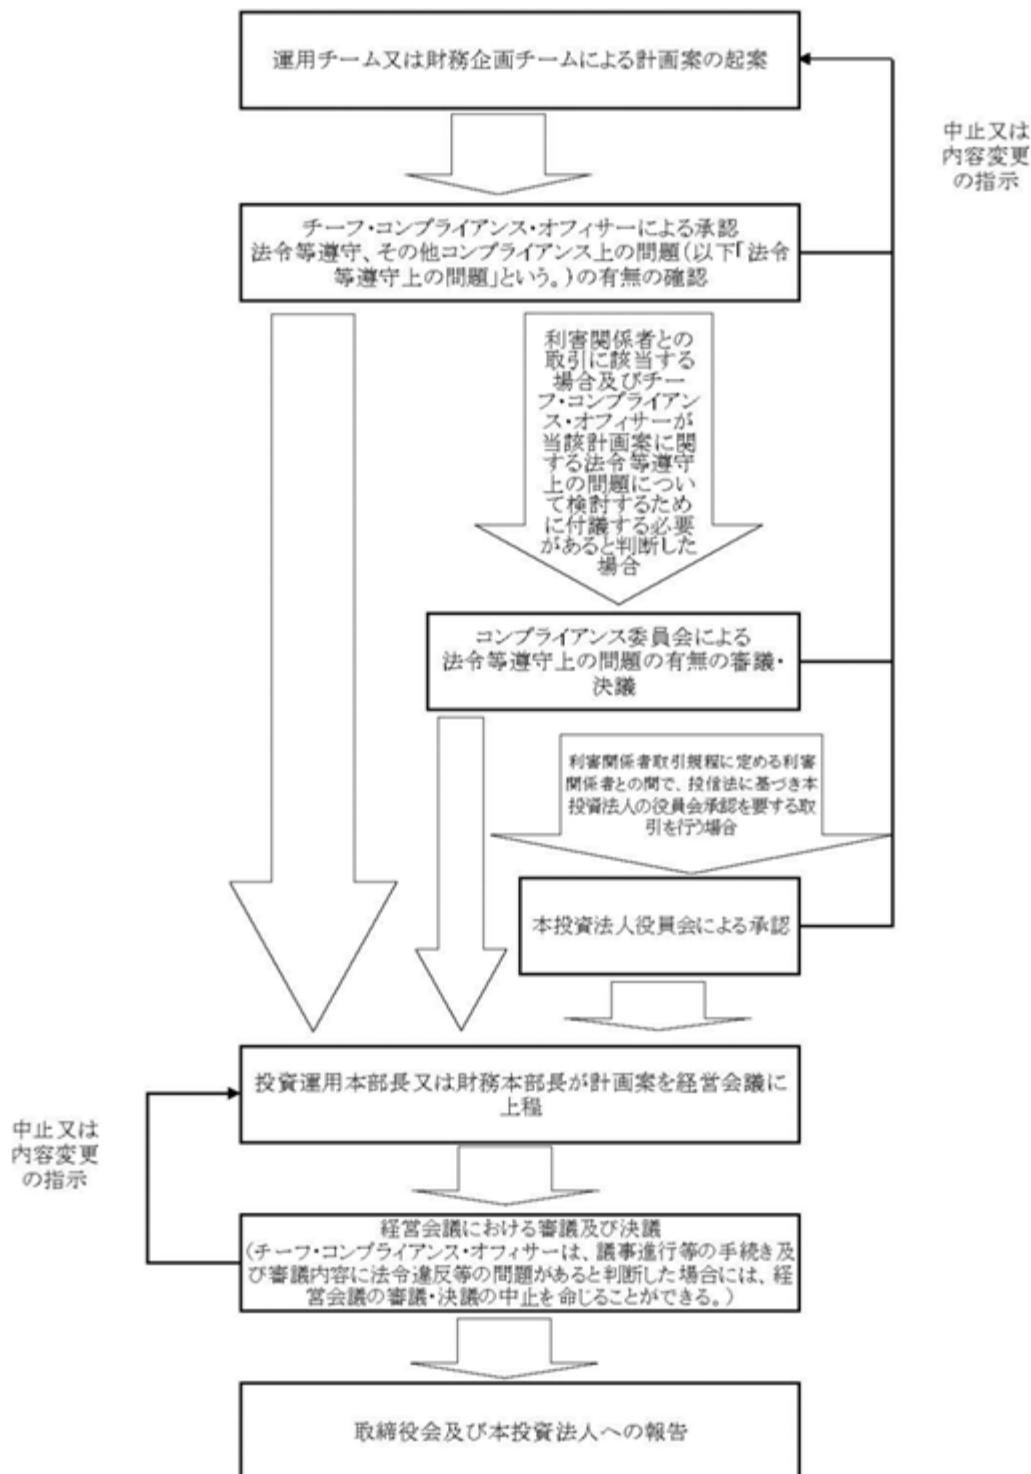 運用チーム又は財務企画チームによる計画案の起案
中止又は
内容変更
の指示
チーフ・コンプライアンス・オフィサーによる承認
法令等遵守、その他コンプライアンス上の問題(以下「法令
等遵守上の問題」という。)の有無の確認
利害関係者との
取引に該当する
場合及びチー
フ・コンプライアン
ス・オフィサーが
当該計画案に関
する法令等遵守
上の問題につい
て検討するため
に付議する必要
があると判断した
場合
コンプライアンス委員会による
法令等遵守上の問題の有無の審議・
決議
利害関係者取引規程に定める利害
関係者との間で、投信法に基づき本
投資法人の役員会承認を要する取
引を行う場合
本投資法人役員会による承認
投資運用本部長又は財務本部長が計画案を経営会議に
上程
中止又は
内容変更
の指示
経営会議における審議及び決議
(チーフ・コンプライアンス・オフィサーは、議事進行等の手続き及
び審議内容に法令違反等の問題があると判断した場合には、経
営会議の審議・決議の中止を命じることができる。)
取締役会及び本投資法人への報告